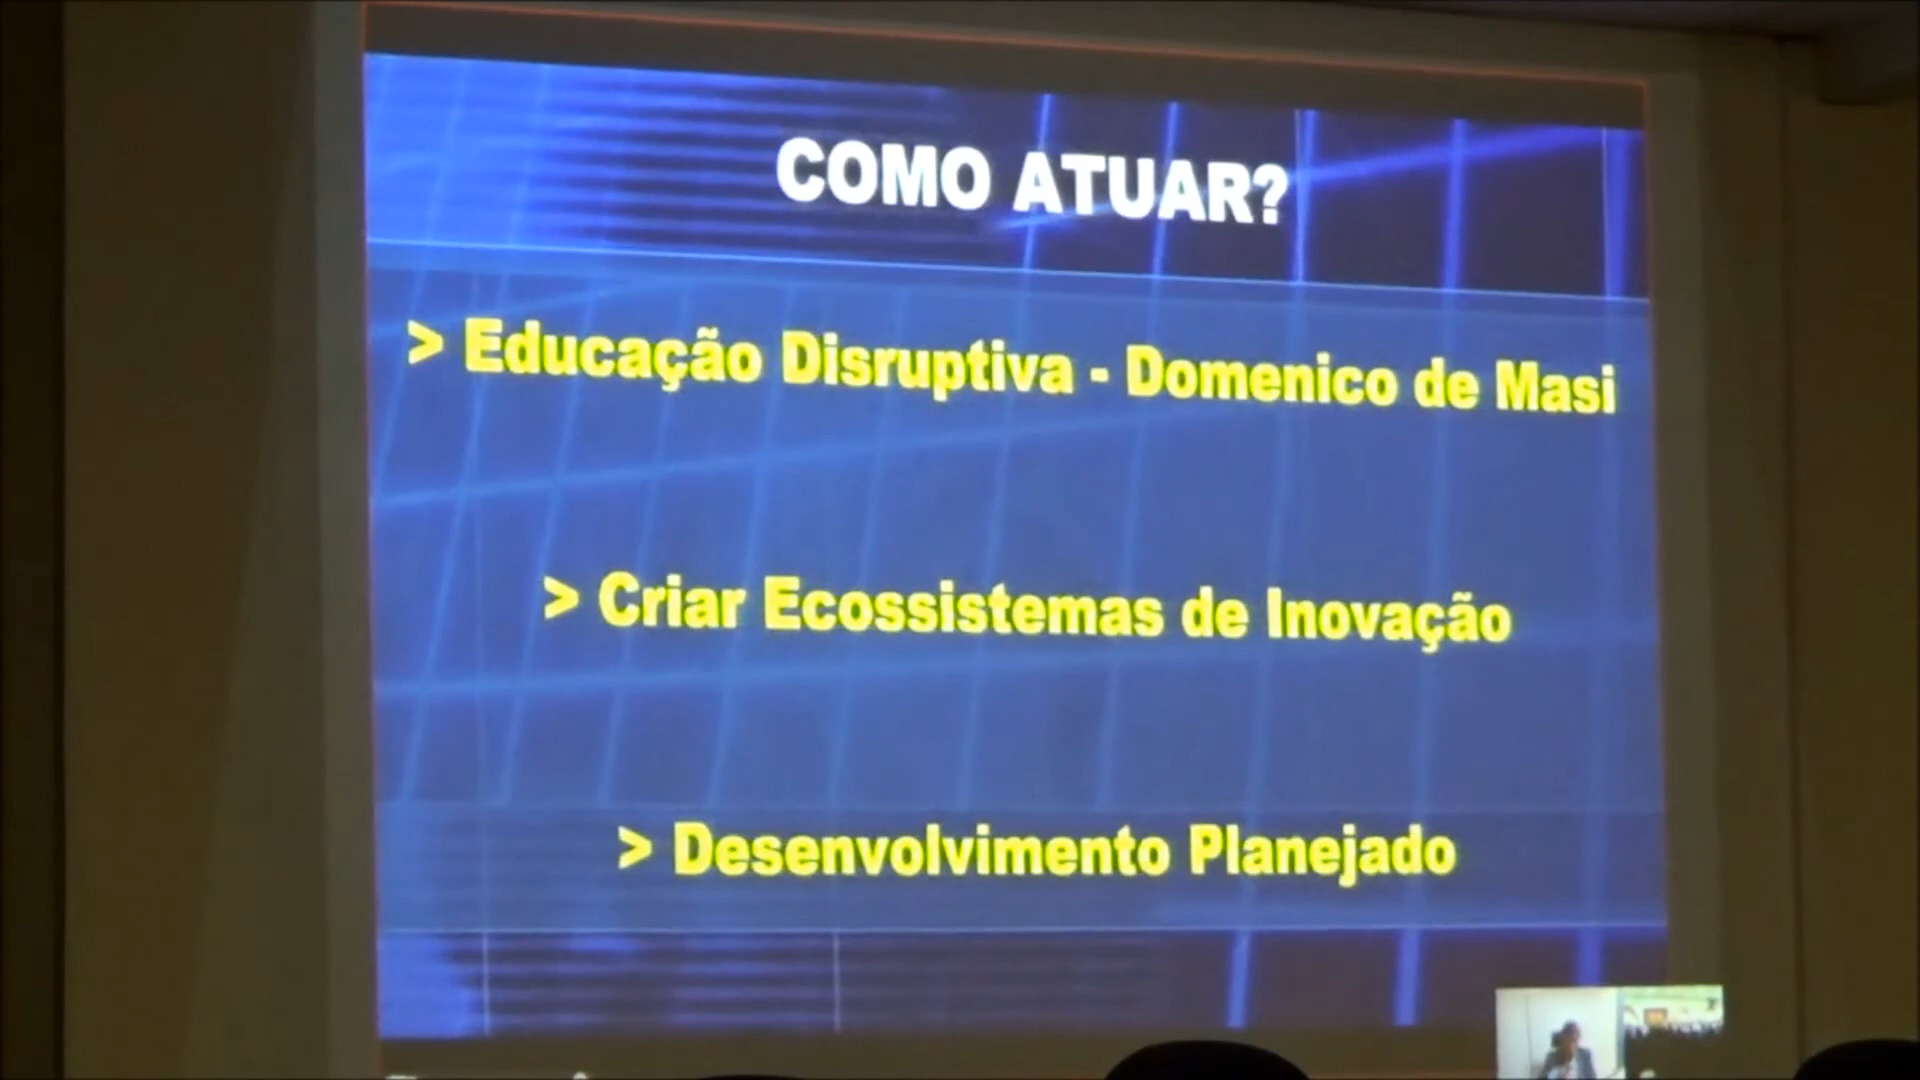 COMO ATUAR?
> Educação Disruptiva - Domenico de Masi
> Criar Ecossistemas de Inovação
> Desenvolvimento Planejado